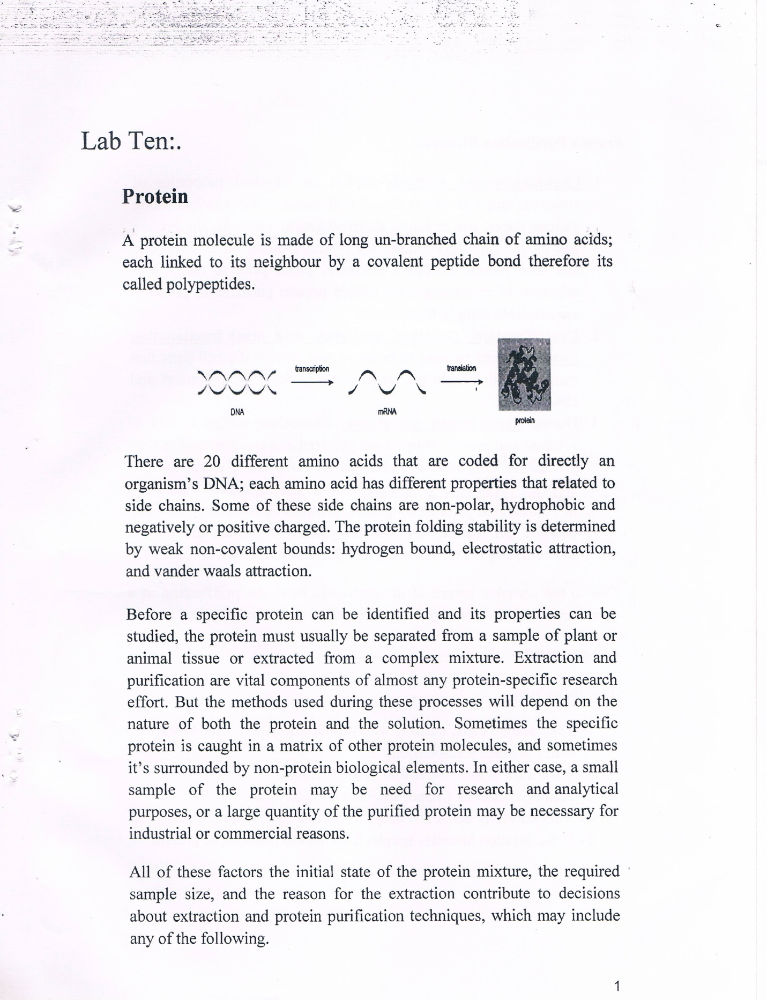 Lab Ten:.
Protein
A protein molecule is made of long un-branched chain of amino acids;
each linked to its neighbour by a covalent peptide bond therefore its
called polypeptides.
transcription
translation
DNA
mRNA
protein
There are 20 different amino acids that are coded for directly an
organism's DNA; each amino acid has different properties that related to
side chains. Some of these side chains are non-polar, hydrophobic and
negatively or positive charged. The protein folding stability is determined
by weak non-covalent bounds: hydrogen bound, electrostatic attraction,
and vander waals attraction.
Before a specific protein can be identified and its properties can be
studied, the protein must usually be separated from a sample of plant or
animal tissue or extracted from a complex mixture. Extraction and
purification are vital components of almost any protein-specific research
effort. But the methods used during these processes will depend on the
nature of both the protein and the solution. Sometimes the specific
protein is caught in a matrix of other protein molecules, and sometimes
it's surrounded by non-protein biological elements. In either case, a small
sample of the protein may be need for research and analytical
purposes, or a large quantity of the purified protein may be necessary for
industrial or commercial reasons.
All of these factors the initial state of the protein mixture, the required
sample size, and the reason for the extraction contribute to decisions
about extraction and protein purification techniques, which may include
any of the following.
1